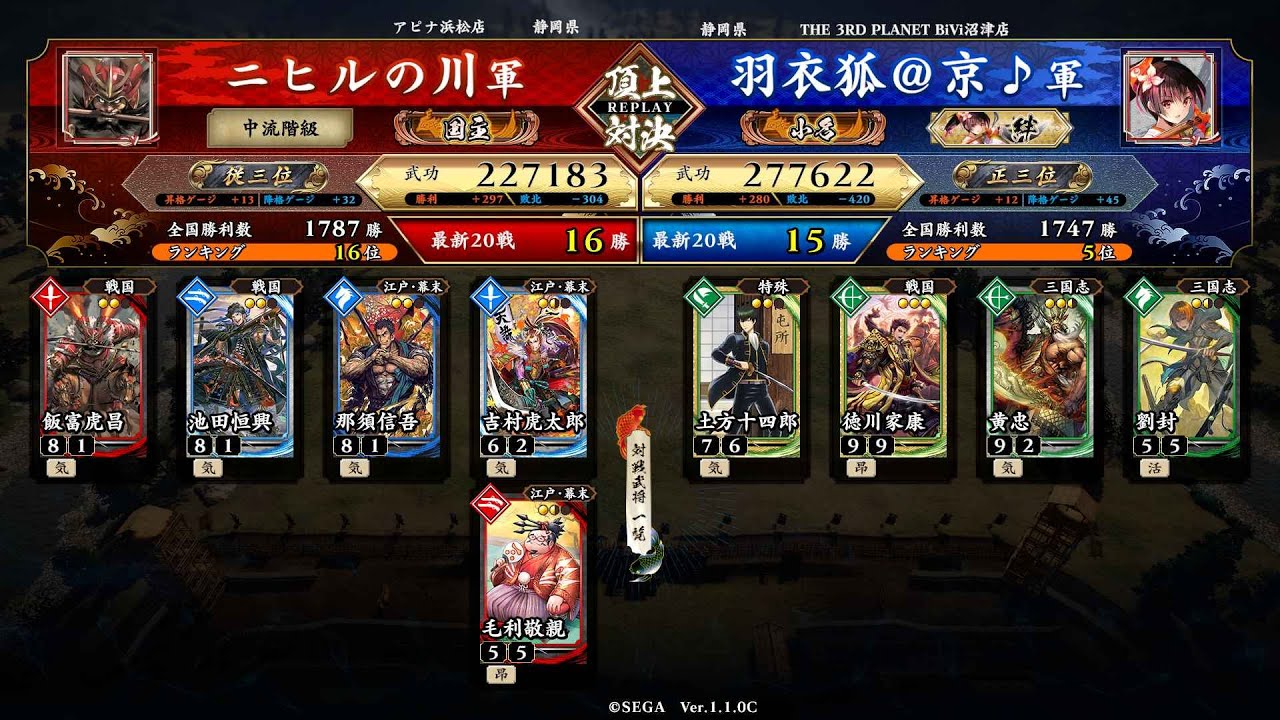 アピナ浜松店 静岡県
静岡県 THE 3RD PLANET BiVi沼津店
ニヒルの川軍
頂上
REPLAY
対決
羽衣狐@京♪軍
中流階級
国主
小名
絆
従三位
昇格ゲージ +13 降格ゲージ +32
武功 227183
勝利 +297 敗北 -304
武功 277622
勝利 +280 敗北 -420
正三位
昇格ゲージ +12 降格ゲージ +45
全国勝利数 1787勝
ランキング 16位
最新20戦 16勝
最新20戦 15勝
全国勝利数 1747勝
ランキング 5位
戦国
飯富虎昌
8 1
気
戦国
池田恒興
8 1
気
江戸・幕末
那須信吾
8 1
気
江戸・幕末
吉村虎太郎
6 2
気
特殊
屯所
土方十四郎
7 6
気
戦国
徳川家康
9 9
昂
三国志
黄忠
9 2
気
三国志
劉封
5 5
活
対戦武将一覧
江戸・幕末
毛利敬親
5 5
昂
©SEGA Ver.1.1.0C